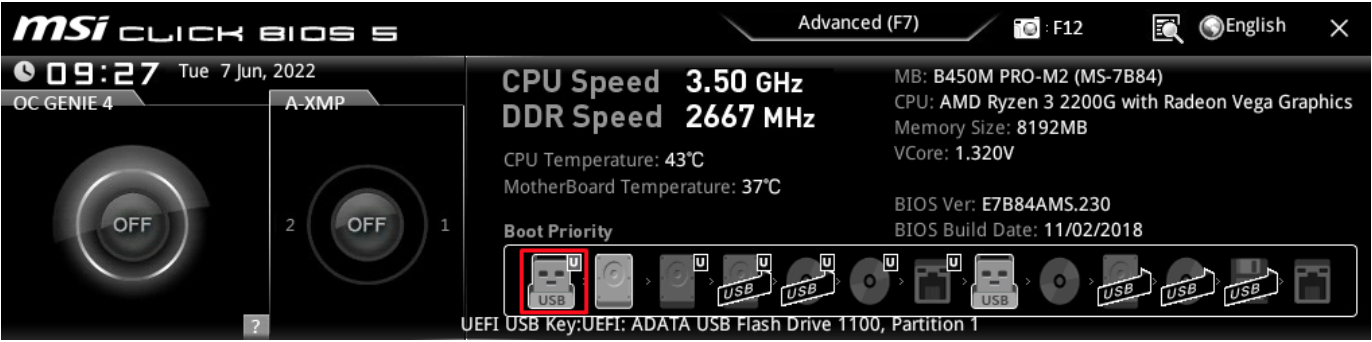 msi CLICK BIOS 5
Advanced (F7)
: F12
English
09:27 Tue 7 Jun, 2022
OC GENIE 4
A-XMP
OFF
2
OFF
1
?
CPU Speed 3.50 GHz
DDR Speed 2667 MHz
CPU Temperature: 43°C
MotherBoard Temperature: 37°C
MB: B450M PRO-M2 (MS-7B84)
CPU: AMD Ryzen 3 2200G with Radeon Vega Graphics
Memory Size: 8192MB
VCore: 1.320V
BIOS Ver: E7B84AMS.230
BIOS Build Date: 11/02/2018
Boot Priority
U U U U U U
USB USB USB USB USB USB USB
UEFI USB Key:UEFI: ADATA USB Flash Drive 1100, Partition 1